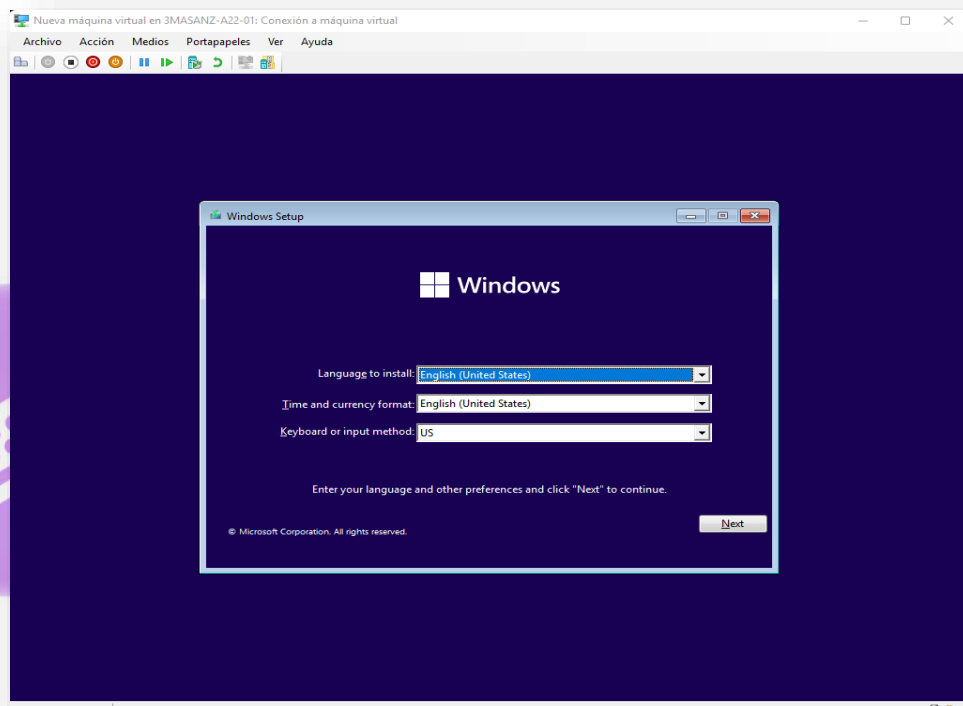 Nueva máquina virtual en 3MASANZ-A22-01: Conexión a máquina virtual
Archivo Acción Medios Portapapeles Ver Ayuda
Windows Setup
Windows
Language to install: English (United States)
Time and currency format: English (United States)
Keyboard or input method: US
Enter your language and other preferences and click "Next" to continue.
Next
© Microsoft Corporation. All rights reserved.